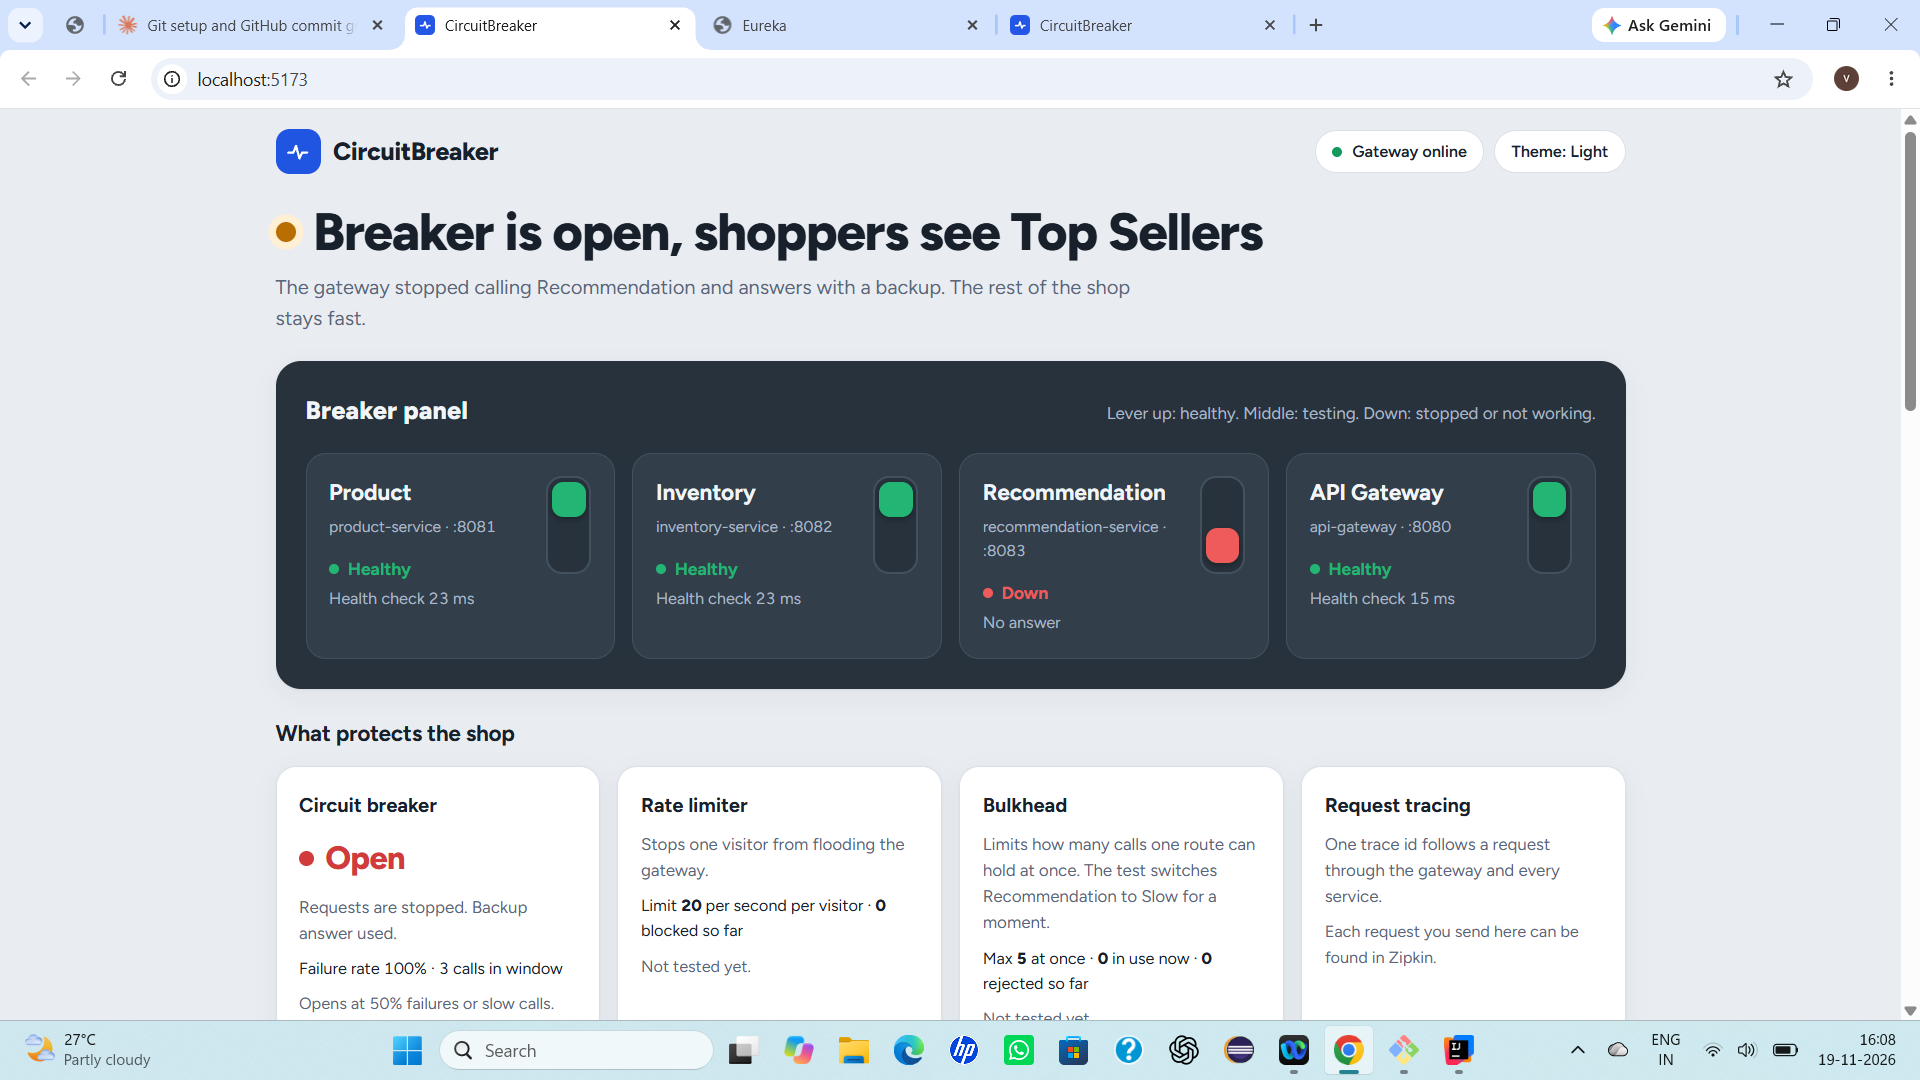 Git setup and GitHub commit g
CircuitBreaker
Eureka
CircuitBreaker
Ask Gemini
localhost:5173
V
CircuitBreaker
Gateway online
Theme: Light
Breaker is open, shoppers see Top Sellers
The gateway stopped calling Recommendation and answers with a backup. The rest of the shop
stays fast.
Breaker panel
Lever up: healthy. Middle: testing. Down: stopped or not working.
Product
product-service · :8081
Healthy
Health check 23 ms
Inventory
inventory-service · :8082
Healthy
Health check 23 ms
Recommendation
recommendation-service ·
:8083
Down
No answer
API Gateway
api-gateway · :8080
Healthy
Health check 15 ms
What protects the shop
Circuit breaker
Open
Requests are stopped. Backup
answer used.
Failure rate 100% · 3 calls in window
Opens at 50% failures or slow calls.
Rate limiter
Stops one visitor from flooding the
gateway.
Limit 20 per second per visitor · 0
blocked so far
Not tested yet.
Bulkhead
Limits how many calls one route can
hold at once. The test switches
Recommendation to Slow for a
moment.
Max 5 at once · 0 in use now · 0
rejected so far
Not tested yet
Request tracing
One trace id follows a request
through the gateway and every
service.
Each request you send here can be
found in Zipkin.
27°C
Partly cloudy
Search
hp
IJ
ENG
IN
16:08
19-11-2026